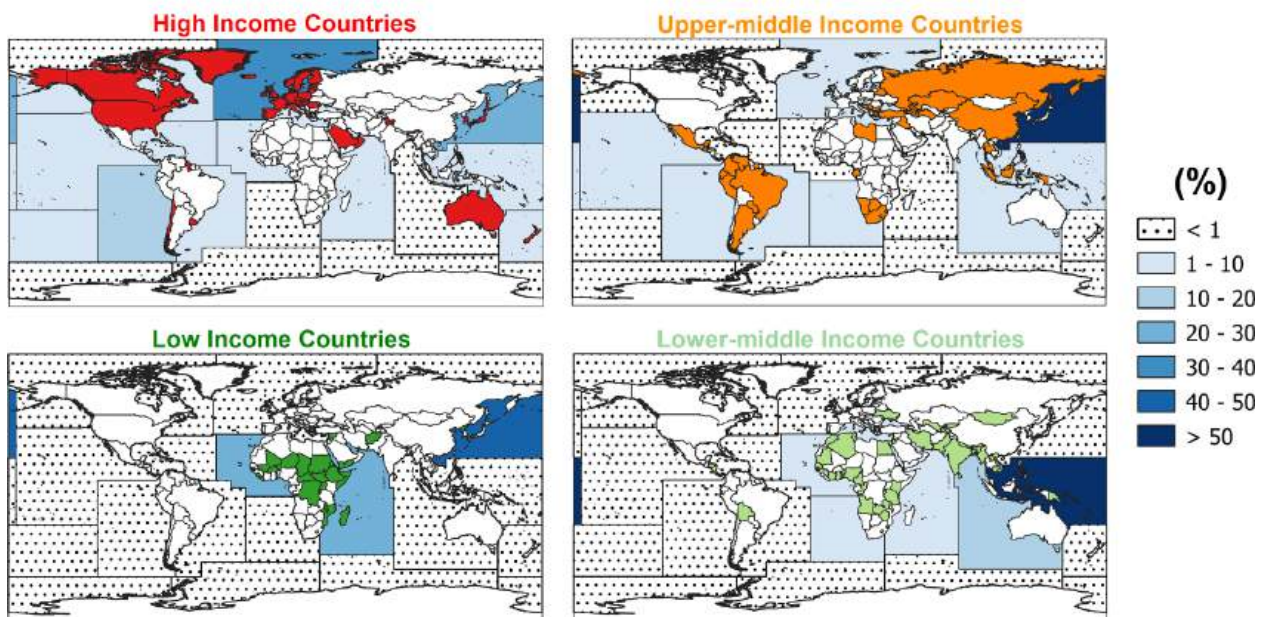 High Income Countries
Upper-middle Income Countries
(%)
< 1
1 - 10
10 - 20
20 - 30
30 - 40
40 - 50
> 50
Low Income Countries
Lower-middle Income Countries